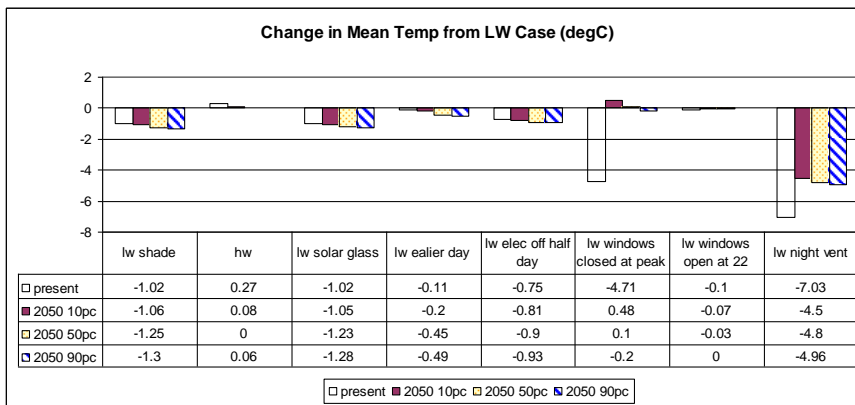 Change in Mean Temp from LW Case (degC)
2
0
-2
-4
-6
-8
lw shade hw lw solar glass lw ealier day lw elec off half day lw windows closed at peak lw windows open at 22 lw night vent
present -1.02 0.27 -1.02 -0.11 -0.75 -4.71 -0.1 -7.03
2050 10pc -1.06 0.08 -1.05 -0.2 -0.81 0.48 -0.07 -4.5
2050 50pc -1.25 0 -1.23 -0.45 -0.9 0.1 -0.03 -4.8
2050 90pc -1.3 0.06 -1.28 -0.49 -0.93 -0.2 0 -4.96
present 2050 10pc 2050 50pc 2050 90pc